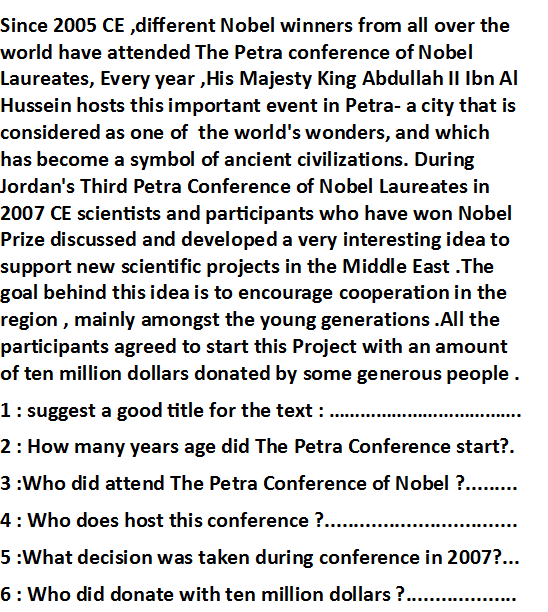 Since 2005 CE ,different Nobel winners from all over the
world have attended The Petra conference of Nobel
Laureates, Every year ,His Majesty King Abdullah II Ibn Al
Hussein hosts this important event in Petra- a city that is
considered as one of  the world's wonders, and which
has become a symbol of ancient civilizations. During
Jordan's Third Petra Conference of Nobel Laureates in
2007 CE scientists and participants who have won Nobel
Prize discussed and developed a very interesting idea to
support new scientific projects in the Middle East .The
goal behind this idea is to encourage cooperation in the
region , mainly amongst the young generations .All the
participants agreed to start this Project with an amount
of ten million dollars donated by some generous people .
1 : suggest a good title for the text : .....................................
2 : How many years age did The Petra Conference start?.
3 :Who did attend The Petra Conference of Nobel ?.........
4 : Who does host this conference ?.................................
5 :What decision was taken during conference in 2007?...
6 : Who did donate with ten million dollars ?...................